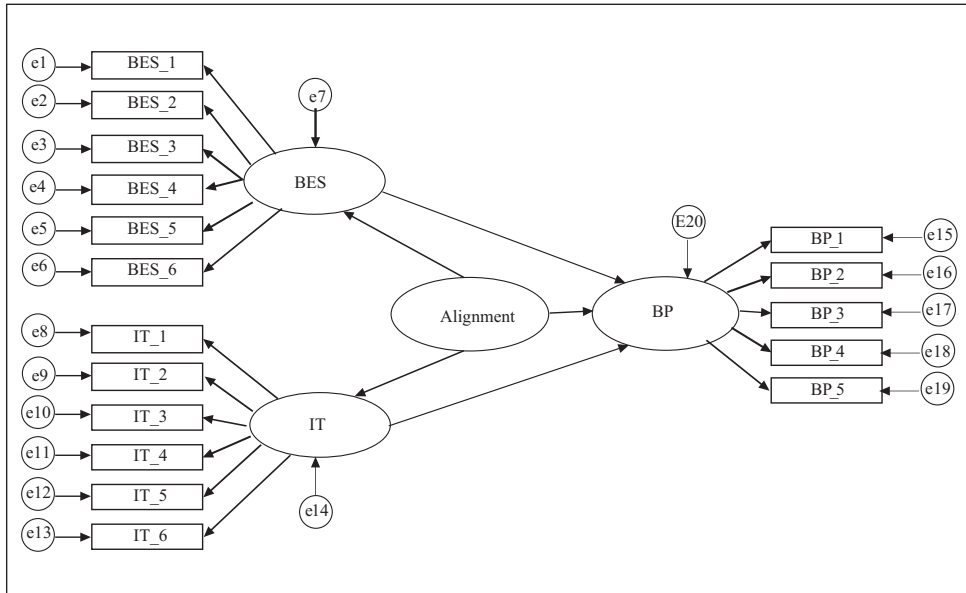 e1
BES_1
e2
BES_2
e3
BES_3
e4
BES_4
e5
BES_5
e6
BES_6
e7
BES
e8
IT_1
e9
IT_2
e10
IT_3
e11
IT_4
e12
IT_5
e13
IT_6
IT
e14
Alignment
E20
BP
BP_1
e15
BP_2
e16
BP_3
e17
BP_4
e18
BP_5
e19